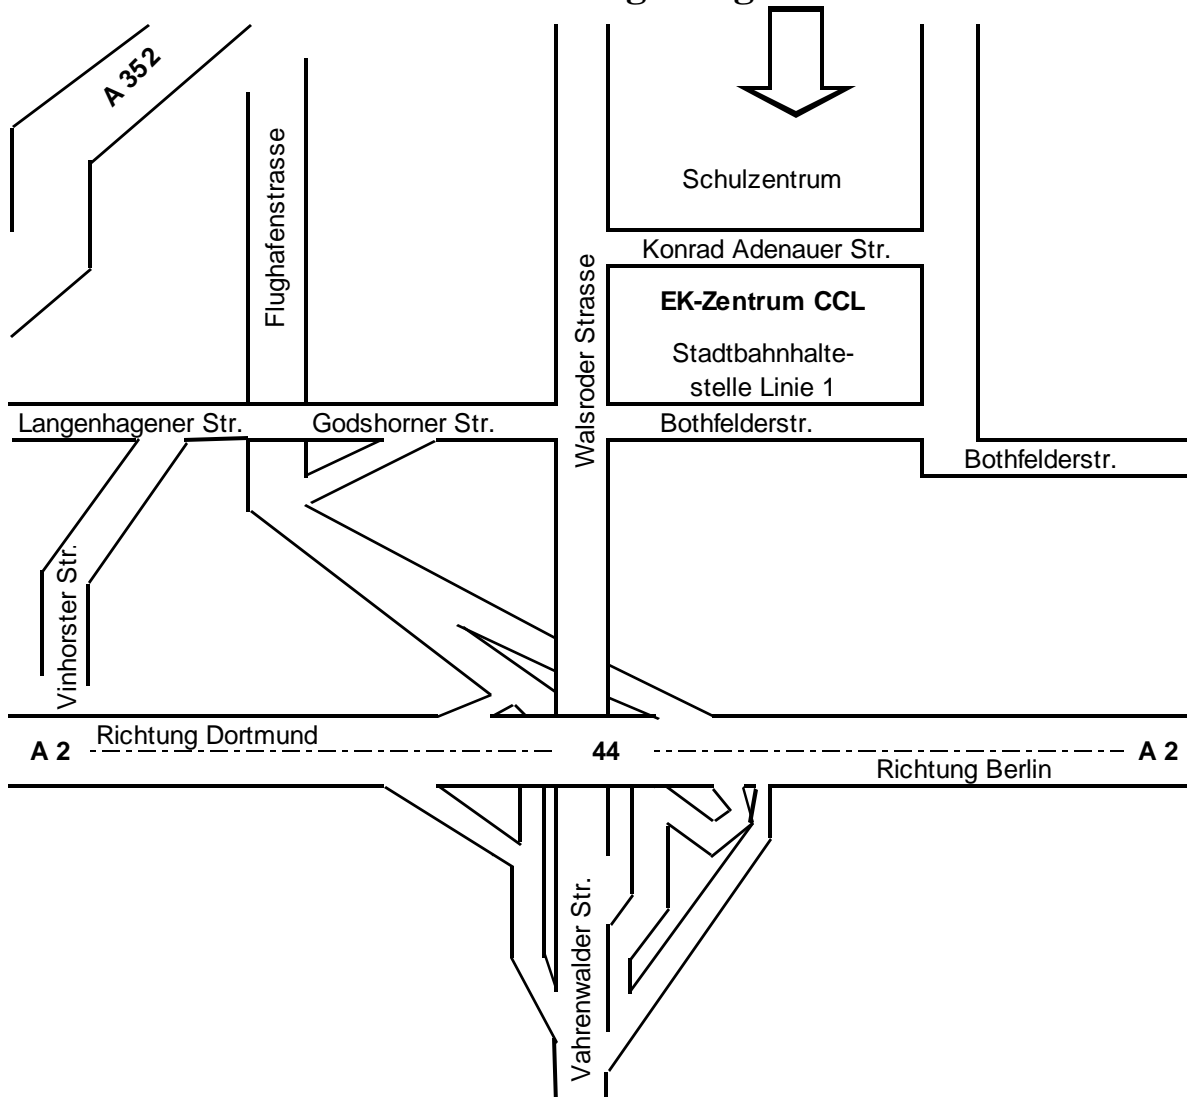 A 352
Flughafenstrasse
Schulzentrum
Konrad Adenauer Str.
Walsroder Strasse
EK-Zentrum CCL
Stadtbahnhalte-
stelle Linie 1
Langenhagener Str.
Godshorner Str.
Bothfelderstr.
Bothfelderstr.
Vinhorster Str.
Richtung Dortmund
A 2
44
A 2
Richtung Berlin
Vahrenwalder Str.